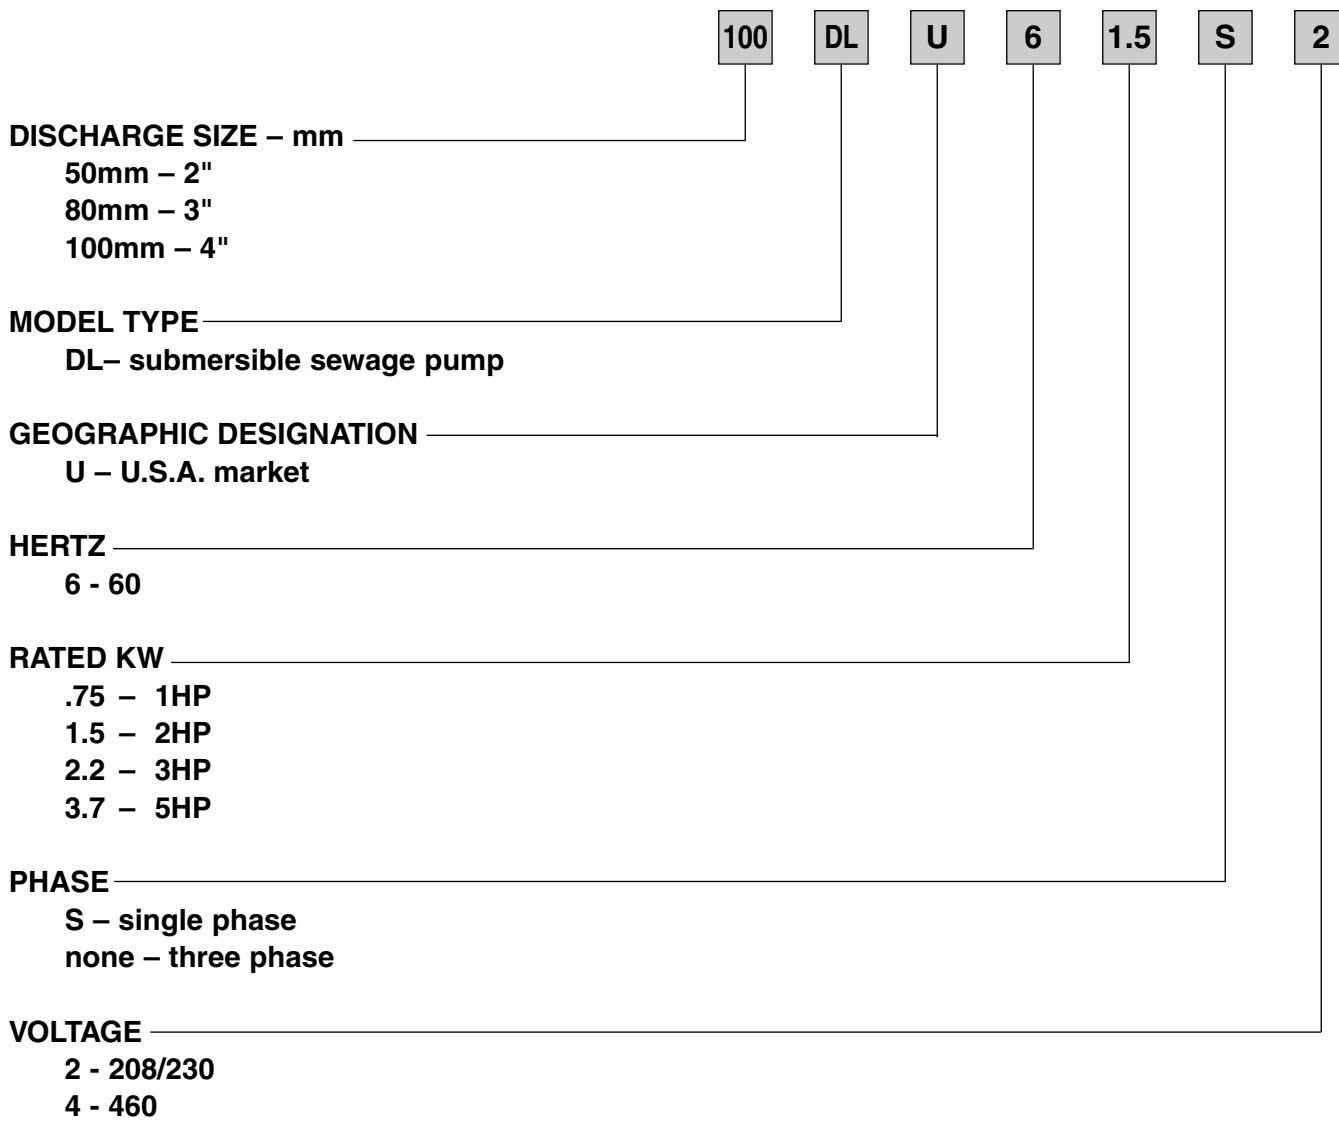 100 DL U 6 1.5 S 2
DISCHARGE SIZE – mm
50mm – 2"
80mm – 3"
100mm – 4"
MODEL TYPE
DL– submersible sewage pump
GEOGRAPHIC DESIGNATION
U – U.S.A. market
HERTZ
6 - 60
RATED KW
.75 – 1HP
1.5 – 2HP
2.2 – 3HP
3.7 – 5HP
PHASE
S – single phase
none – three phase
VOLTAGE
2 - 208/230
4 - 460